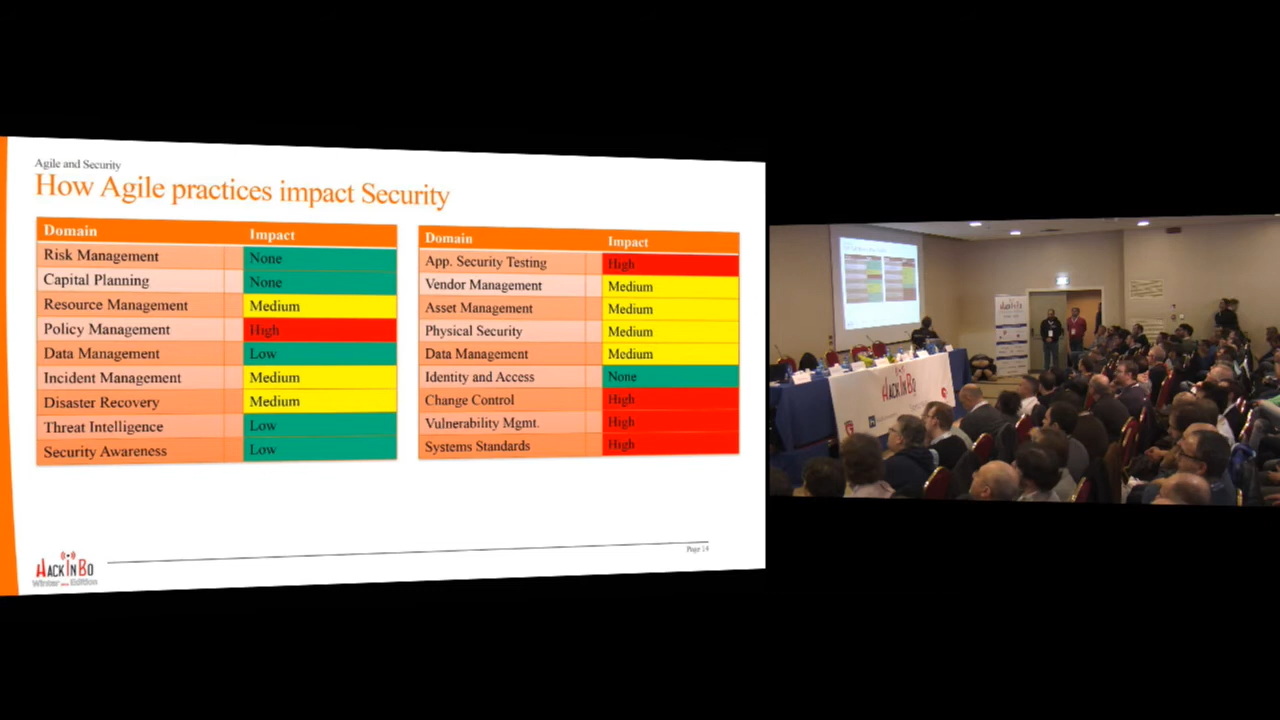 Agile and Security
How Agile practices impact Security
Domain Impact
Risk Management None
Capital Planning None
Resource Management Medium
Policy Management High
Data Management Low
Incident Management Medium
Disaster Recovery Medium
Threat Intelligence Low
Security Awareness Low
Domain Impact
App. Security Testing High
Vendor Management Medium
Asset Management Medium
Physical Security Medium
Data Management Medium
Identity and Access None
Change Control High
Vulnerability Mgmt. High
Systems Standards High
HACKINBO
Winter Edition
Page 14
HACKINBO
HACKINBO